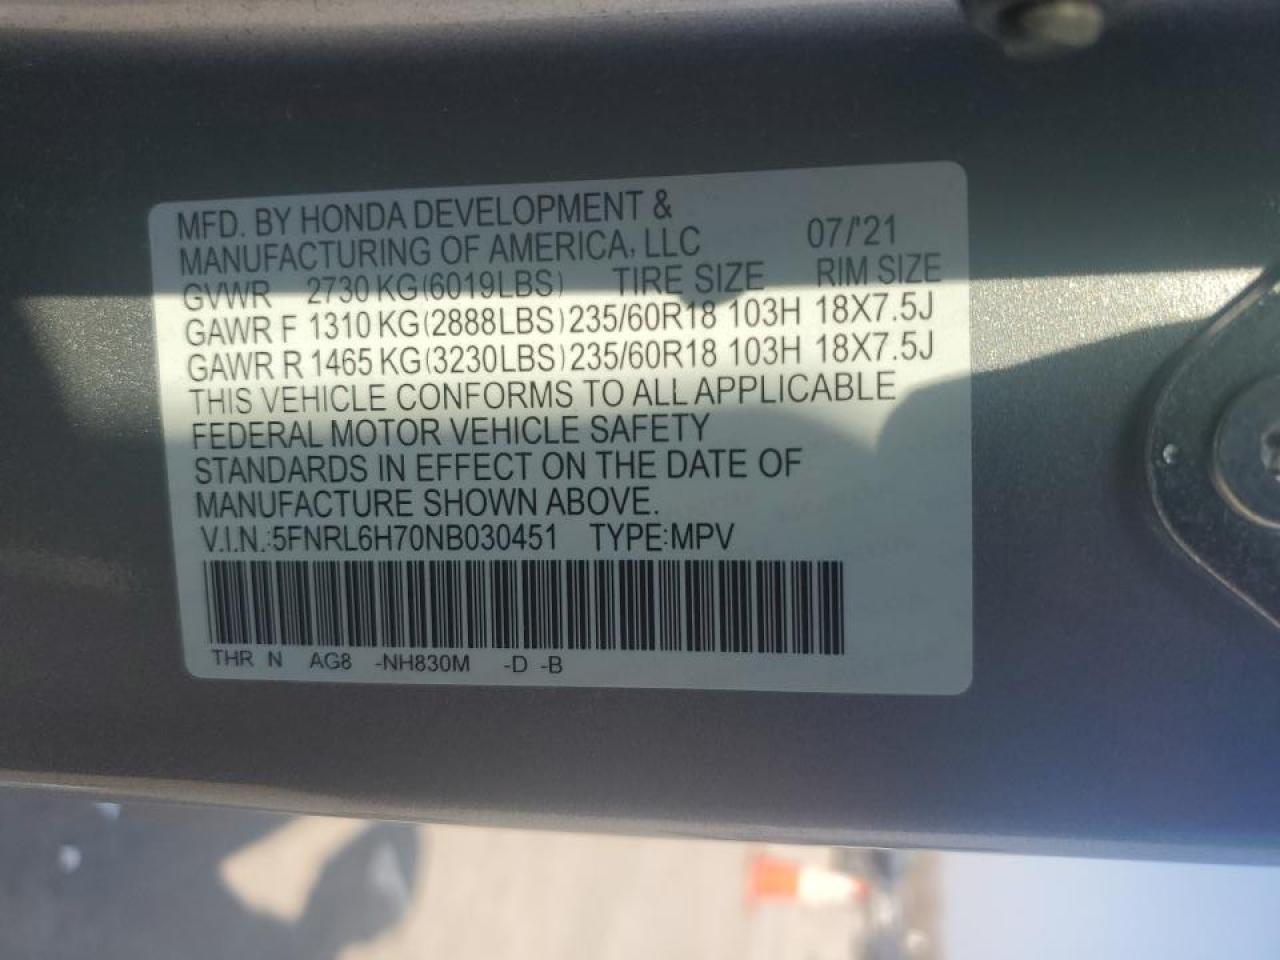 MFD. BY HONDA DEVELOPMENT &
MANUFACTURING OF AMERICA, LLC 07/'21
GVWR 2730 KG(6019LBS) TIRE SIZE RIM SIZE
GAWR F 1310 KG(2888LBS) 235/60R18 103H 18X7.5J
GAWR R 1465 KG(3230LBS) 235/60R18 103H 18X7.5J
THIS VEHICLE CONFORMS TO ALL APPLICABLE
FEDERAL MOTOR VEHICLE SAFETY
STANDARDS IN EFFECT ON THE DATE OF
MANUFACTURE SHOWN ABOVE.
V.I.N.:5FNRL6H70NB030451 TYPE:MPV
THR N AG8 -NH830M -D -B